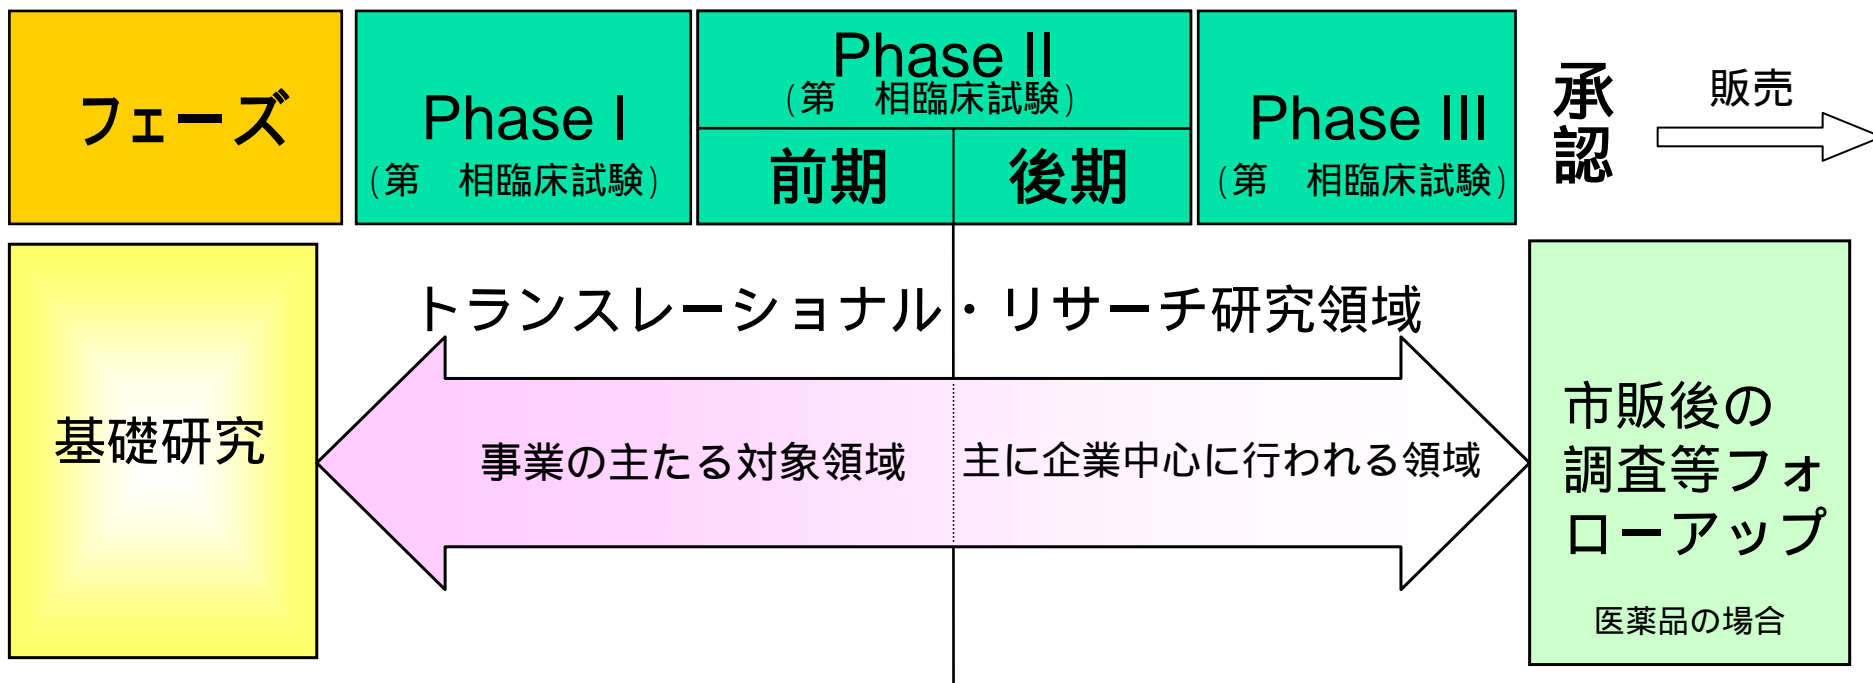 フェーズ
Phase I
(第　相臨床試験)
Phase II
(第　相臨床試験)
前期
後期
Phase III
(第　相臨床試験)
承
認
販売
トランスレーショナル・リサーチ研究領域
基礎研究
事業の主たる対象領域
主に企業中心に行われる領域
市販後の
調査等フォ
ローアップ
医薬品の場合